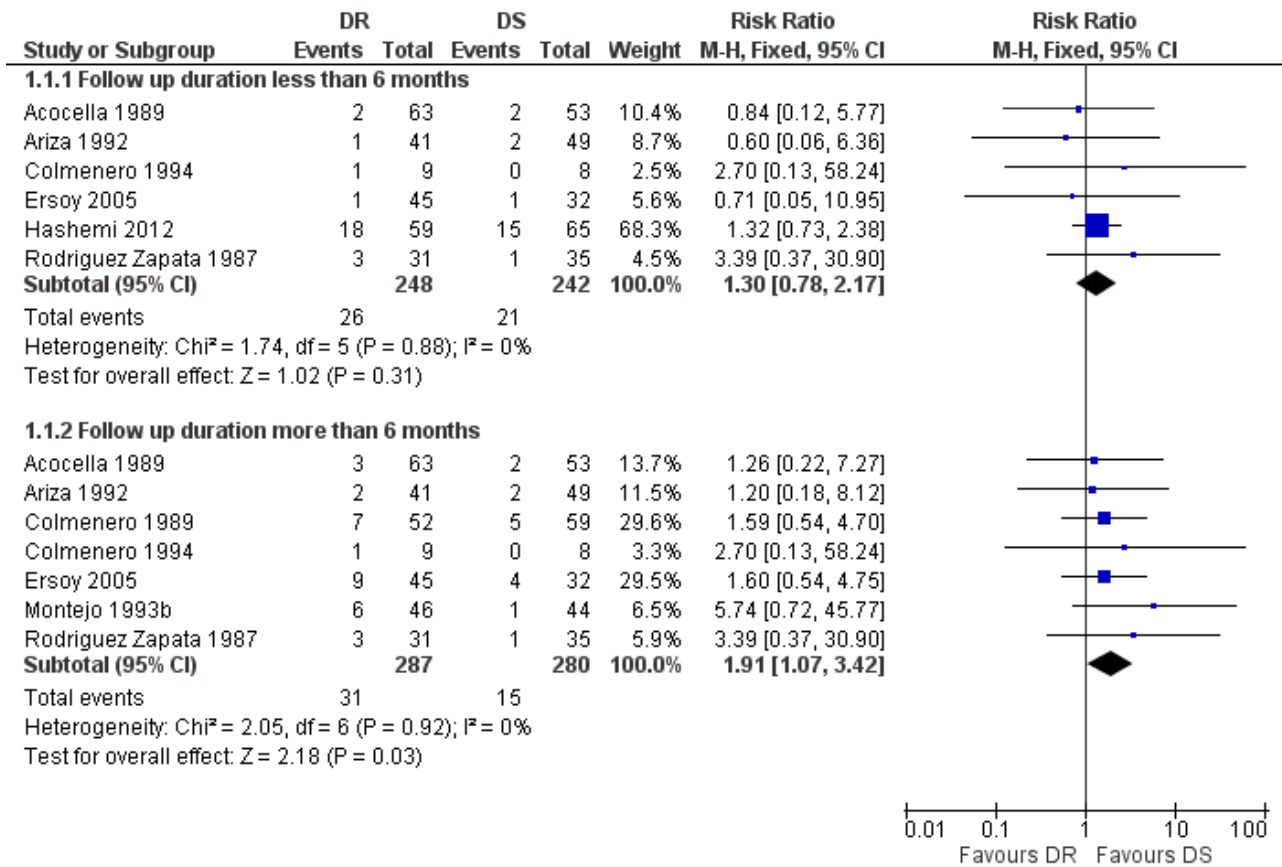 DR DS Risk Ratio Risk Ratio
Study or Subgroup Events Total Events Total Weight M-H, Fixed, 95% CI M-H, Fixed, 95% CI
1.1.1 Follow up duration less than 6 months
Acocella 1989 2 63 2 53 10.4% 0.84 [0.12, 5.77]
Ariza 1992 1 41 2 49 8.7% 0.60 [0.06, 6.36]
Colmenero 1994 1 9 0 8 2.5% 2.70 [0.13, 58.24]
Ersoy 2005 1 45 1 32 5.6% 0.71 [0.05, 10.95]
Hashemi 2012 18 59 15 65 68.3% 1.32 [0.73, 2.38]
Rodriguez Zapata 1987 3 31 1 35 4.5% 3.39 [0.37, 30.90]
Subtotal (95% CI) 248 242 100.0% 1.30 [0.78, 2.17]
Total events 26 21
Heterogeneity: Chi² = 1.74, df = 5 (P = 0.88); I² = 0%
Test for overall effect: Z = 1.02 (P = 0.31)
1.1.2 Follow up duration more than 6 months
Acocella 1989 3 63 2 53 13.7% 1.26 [0.22, 7.27]
Ariza 1992 2 41 2 49 11.5% 1.20 [0.18, 8.12]
Colmenero 1989 7 52 5 59 29.6% 1.59 [0.54, 4.70]
Colmenero 1994 1 9 0 8 3.3% 2.70 [0.13, 58.24]
Ersoy 2005 9 45 4 32 29.5% 1.60 [0.54, 4.75]
Montejo 1993b 6 46 1 44 6.5% 5.74 [0.72, 45.77]
Rodriguez Zapata 1987 3 31 1 35 5.9% 3.39 [0.37, 30.90]
Subtotal (95% CI) 287 280 100.0% 1.91 [1.07, 3.42]
Total events 31 15
Heterogeneity: Chi² = 2.05, df = 6 (P = 0.92); I² = 0%
Test for overall effect: Z = 2.18 (P = 0.03)
0.01 0.1 1 10 100
Favours DR Favours DS